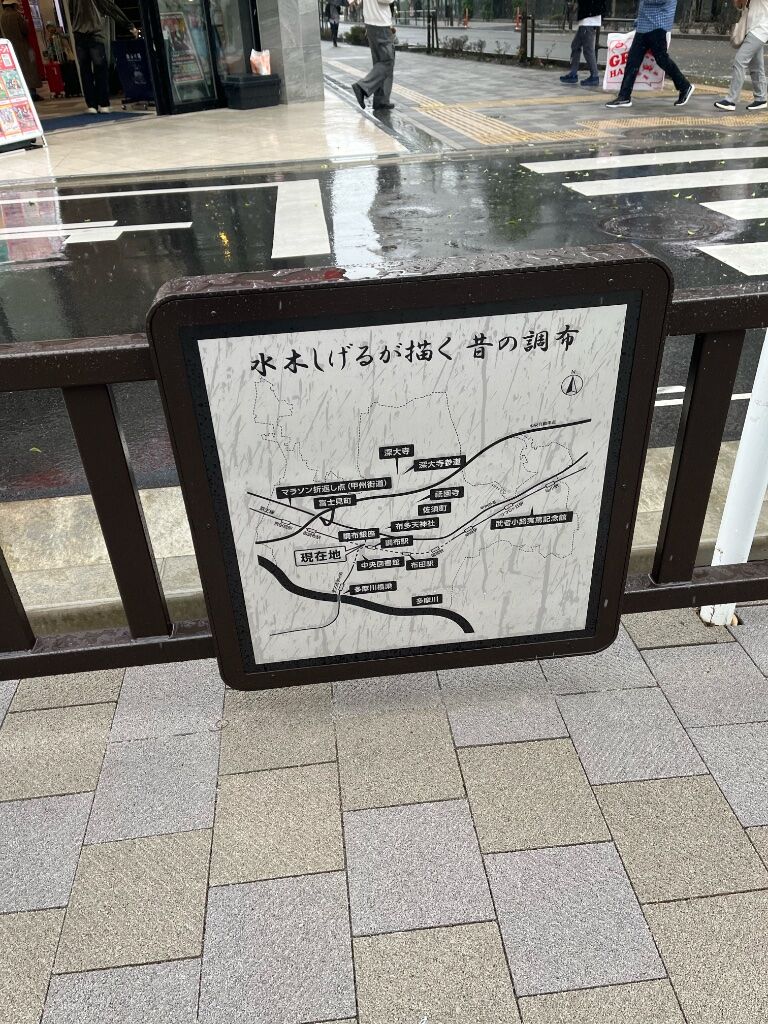 水木しげるが描く 昔の調布
N
深大寺
深大寺参道
マラソン折返し点(甲州街道)
富士見町
祇園寺
佐須町
布多天神社
武者小路実篤記念館
調布銀座
調布駅
現在地
中央図書館
布田駅
多摩川橋梁
多摩川